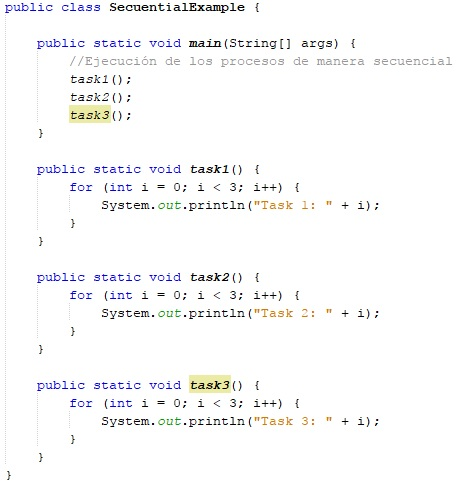 public class SecuentialExample {
public static void main(String[] args) {
//Ejecución de los procesos de manera secuencial
task1();
task2();
task3();
}
public static void task1() {
for (int i = 0; i < 3; i++) {
System.out.println("Task 1: " + i);
}
}
public static void task2() {
for (int i = 0; i < 3; i++) {
System.out.println("Task 2: " + i);
}
}
public static void task3() {
for (int i = 0; i < 3; i++) {
System.out.println("Task 3: " + i);
}
}
}